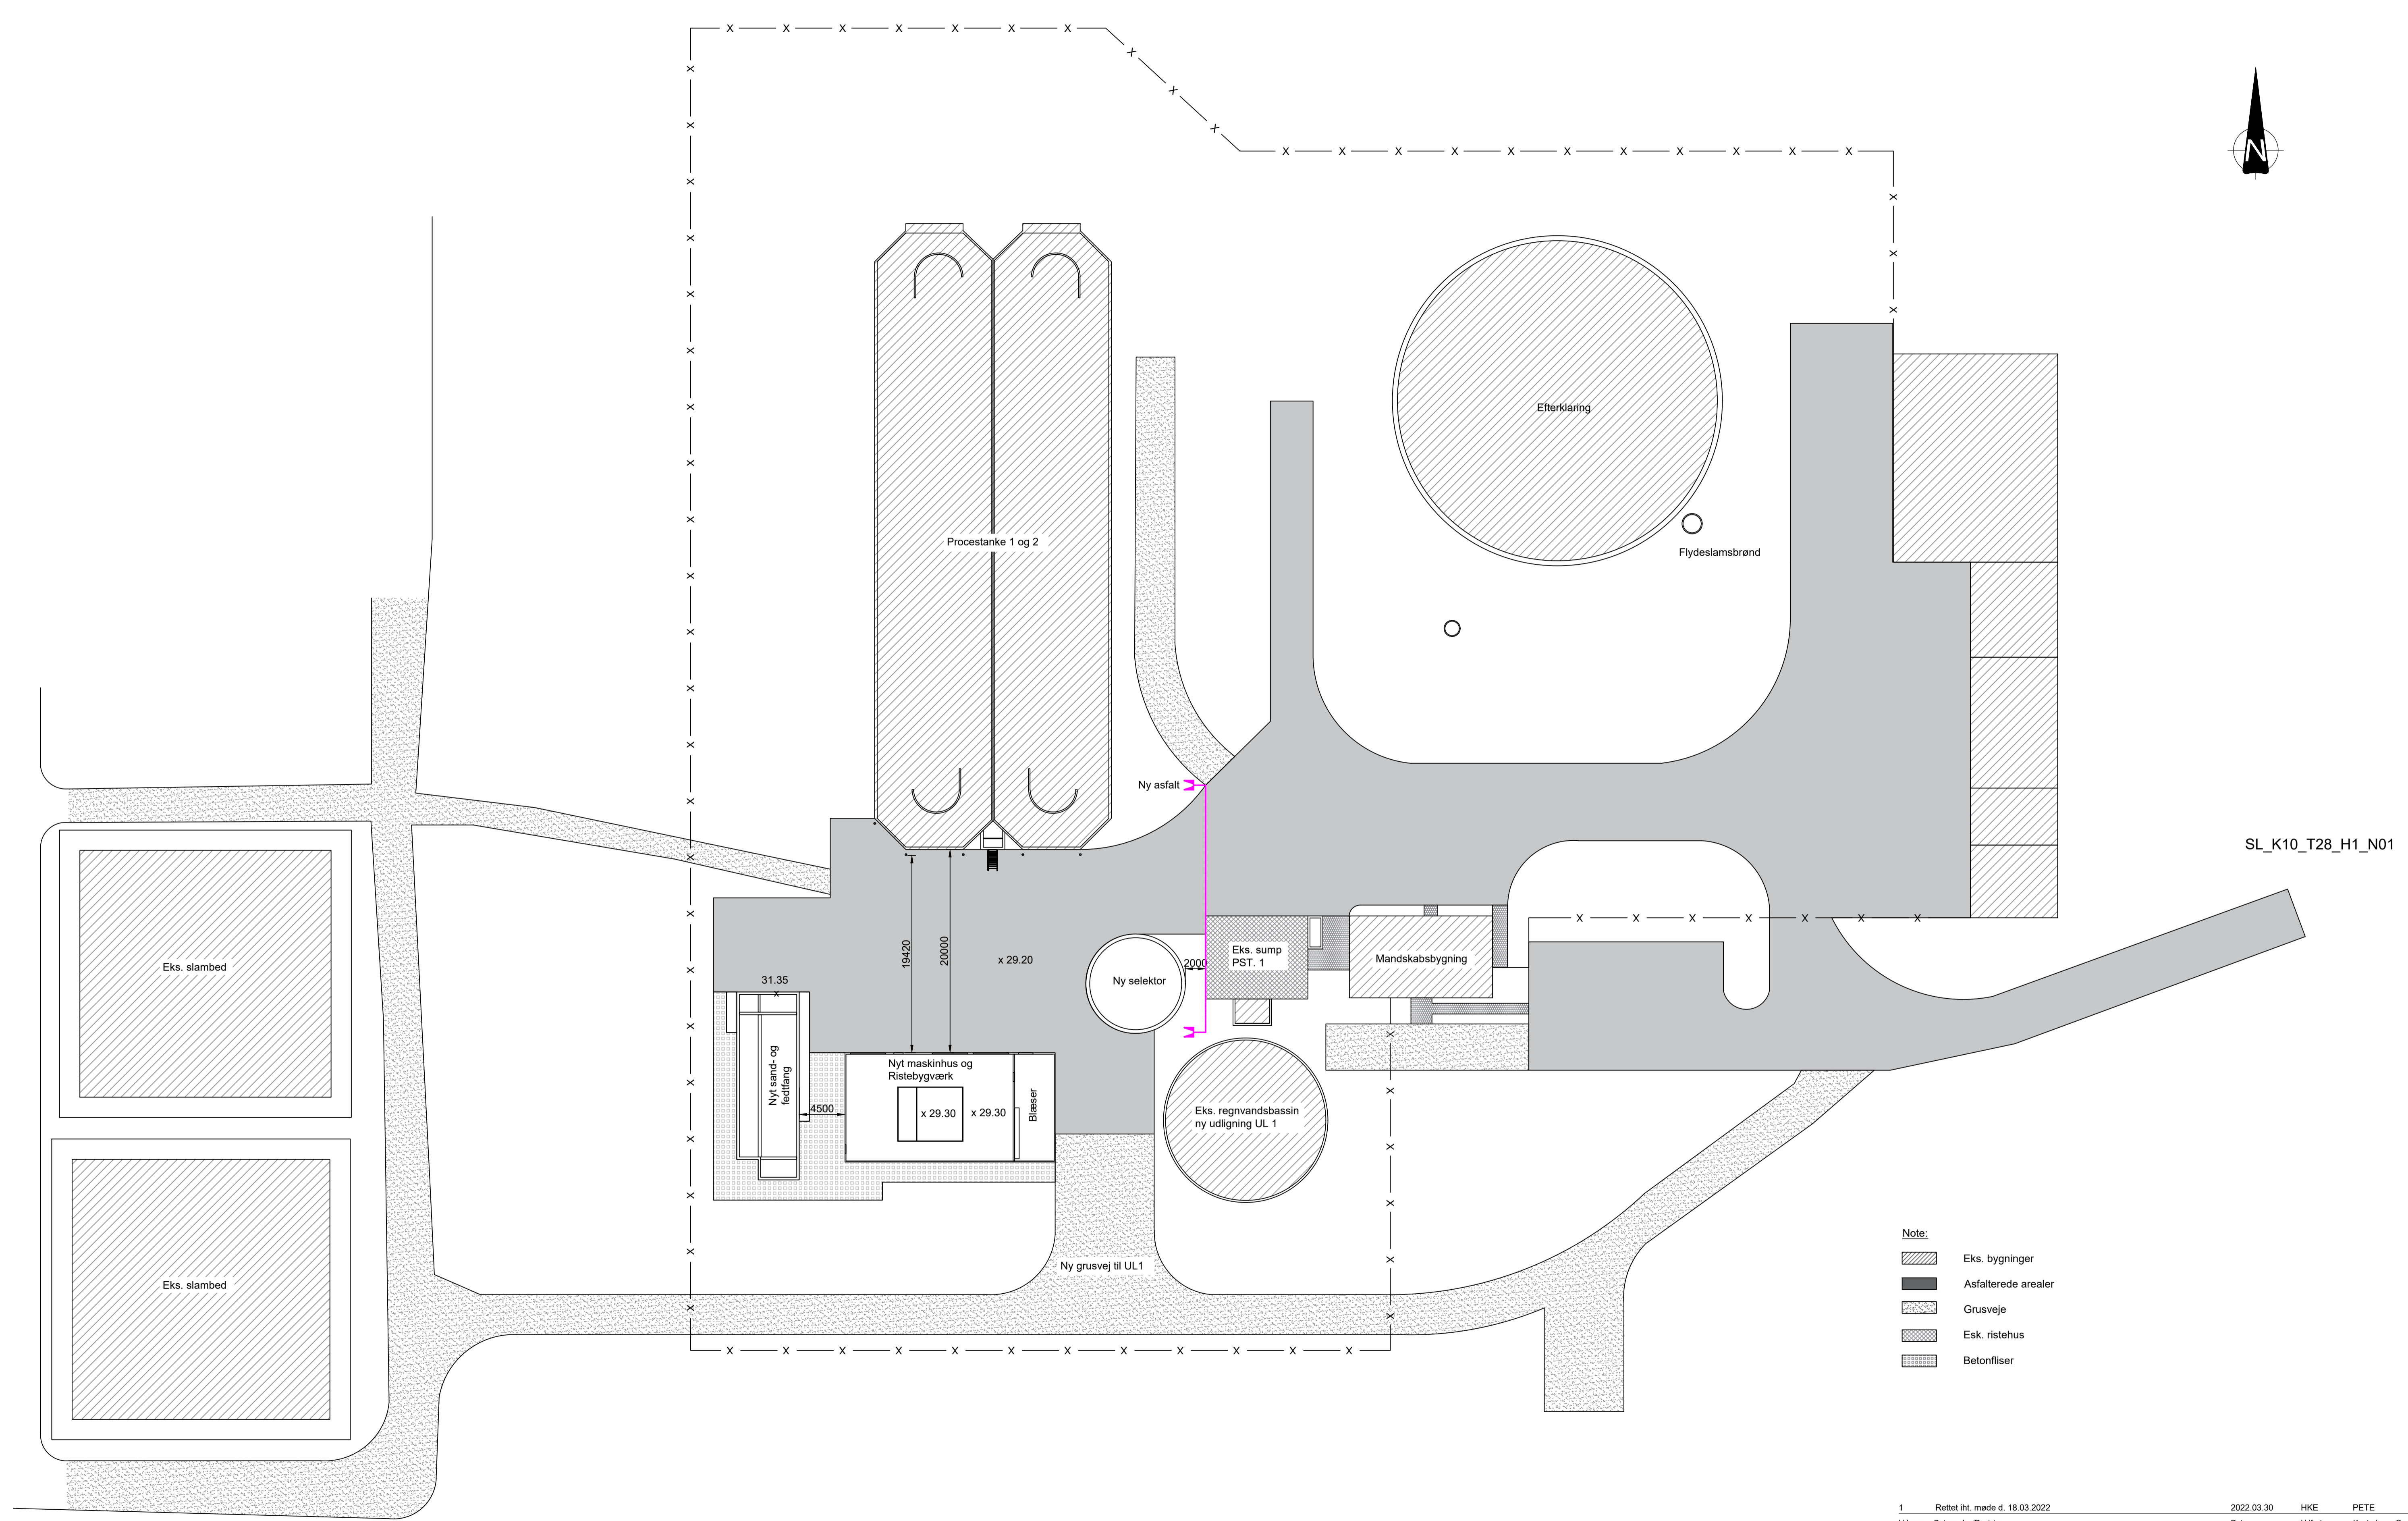 N
Efterklaring
Flydeslamsbrønd
Procestanke 1 og 2
Ny asfalt
SL_K10_T28_H1_N01
Eks. slambed
19420
20000
x 29.20
2000
Eks. sump
PST. 1
Mandskabsbygning
Ny selektor
31.35
x
Nyt sand- og
fedtfang
4500
Nyt maskinhus og
Ristebygværk
x 29.30
x 29.30
Blæser
Eks. regnvandsbassin
ny udligning UL 1
Ny grusvej til UL1
Eks. slambed
Note:
Eks. bygninger
Asfalterede arealer
Grusveje
Esk. ristehus
Betonfliser
1 Rettet iht. møde d. 18.03.2022 2022.03.30 HKE PETE